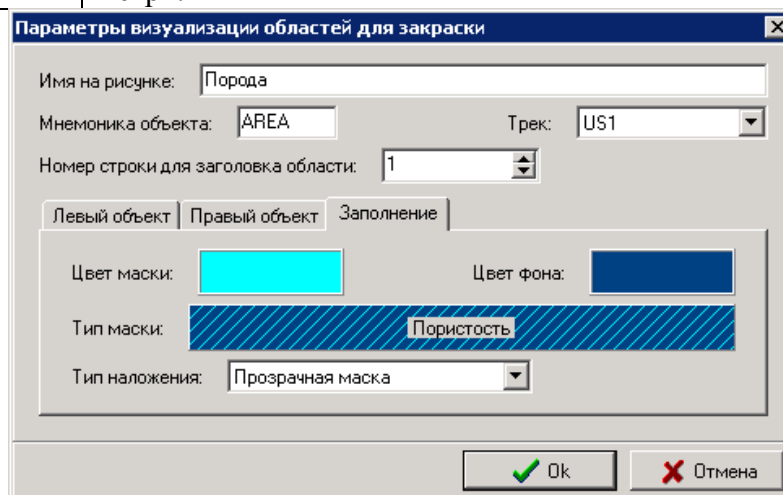 Параметры визуализации областей для закраски
Имя на рисунке: Порода
Мнемоника объекта: AREA Трек: US1
Номер строки для заголовка области: 1
Левый объект Правый объект Заполнение
Цвет маски: Цвет фона:
Тип маски: Пористость
Тип наложения: Прозрачная маска
Ok Отмена